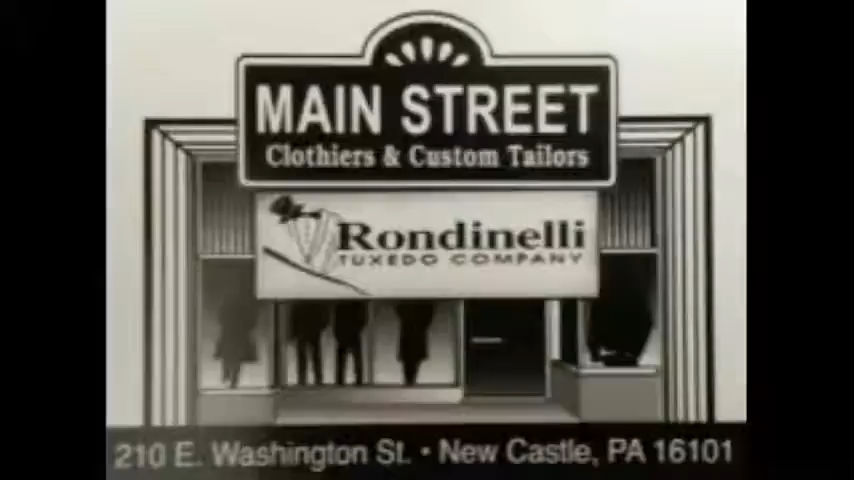 MAIN STREET
Clothiers & Custom Tailors
Rondinelli
TUXEDO COMPANY
210 E. Washington St. • New Castle, PA 16101